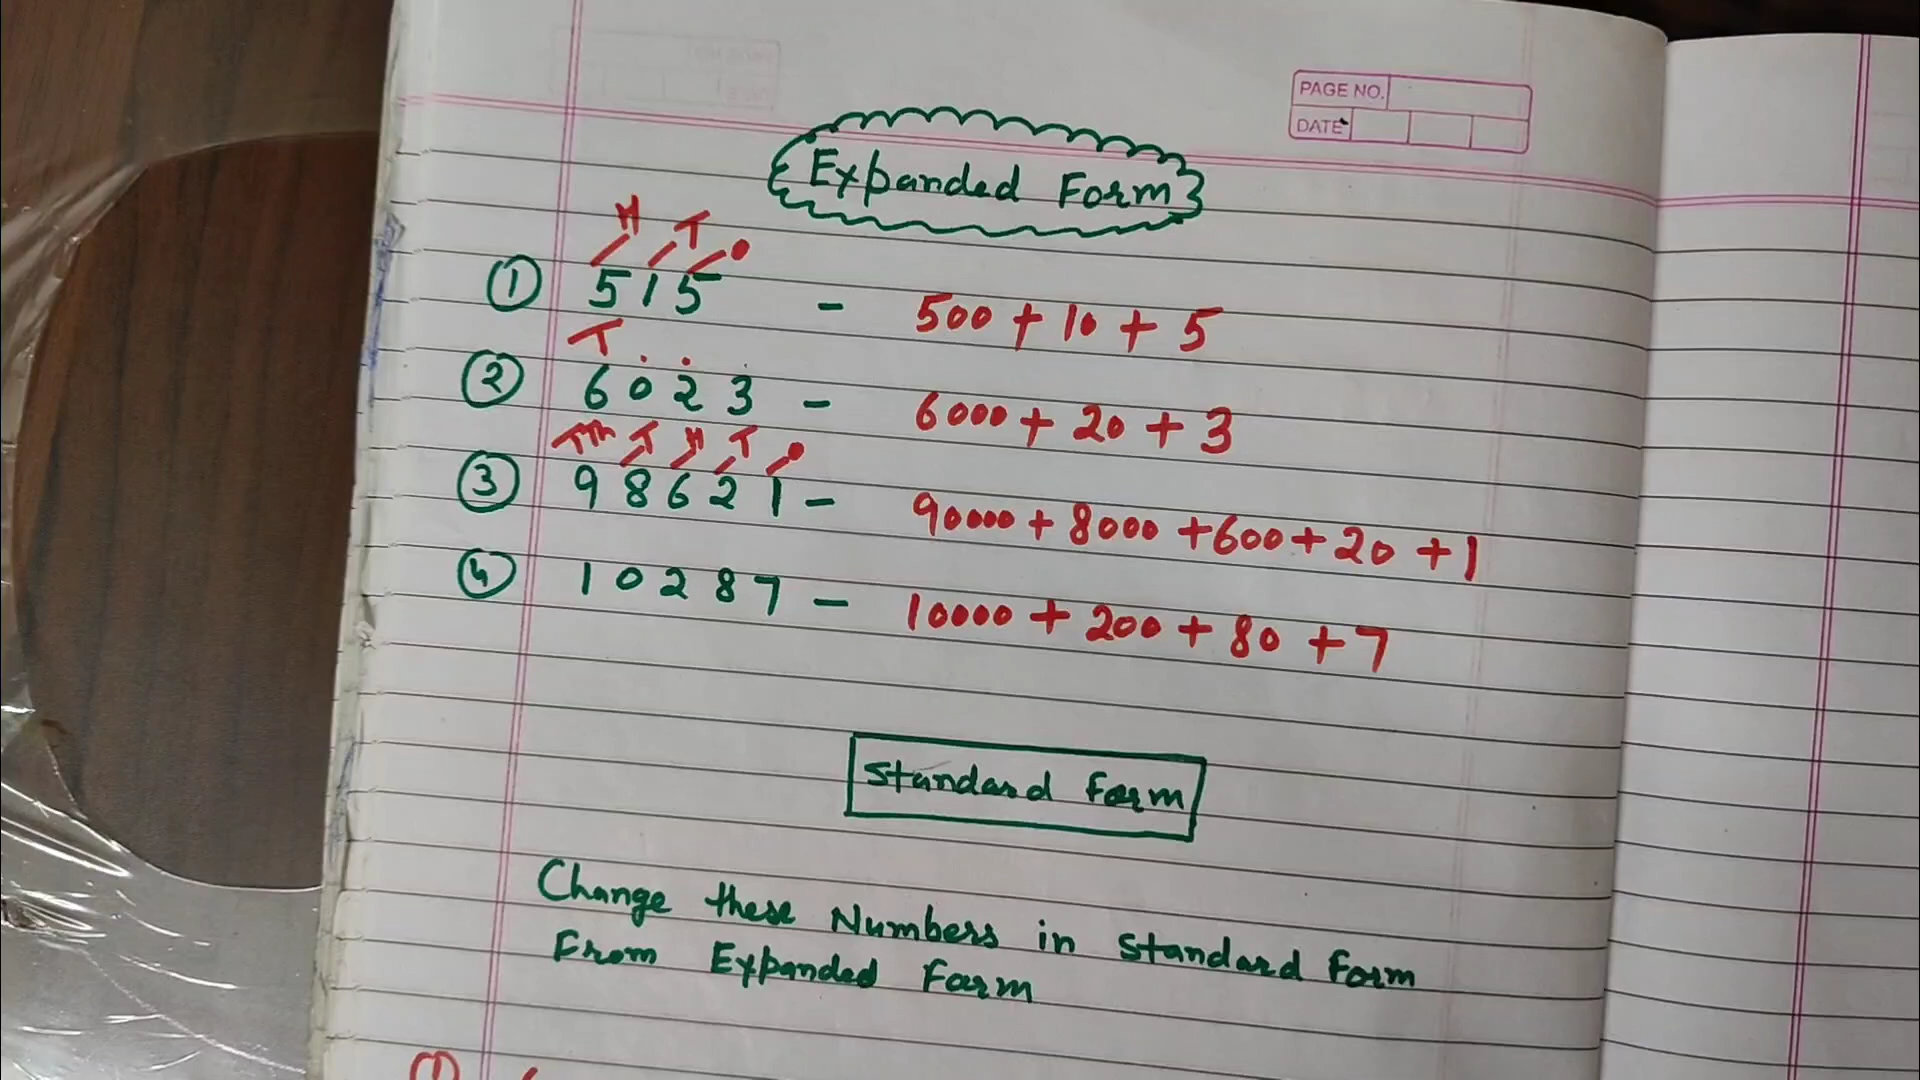 PAGE NO.
DATE
Expanded Form
H T O
① 515 - 500 + 10 + 5
T
② 6023 - 6000 + 20 + 3
TTh T H T O
③ 98621 - 90000 + 8000 + 600 + 20 + 1
④ 10287 - 10000 + 200 + 80 + 7
Standard Form
Change these Numbers in Standard Form
From Expanded Form
①